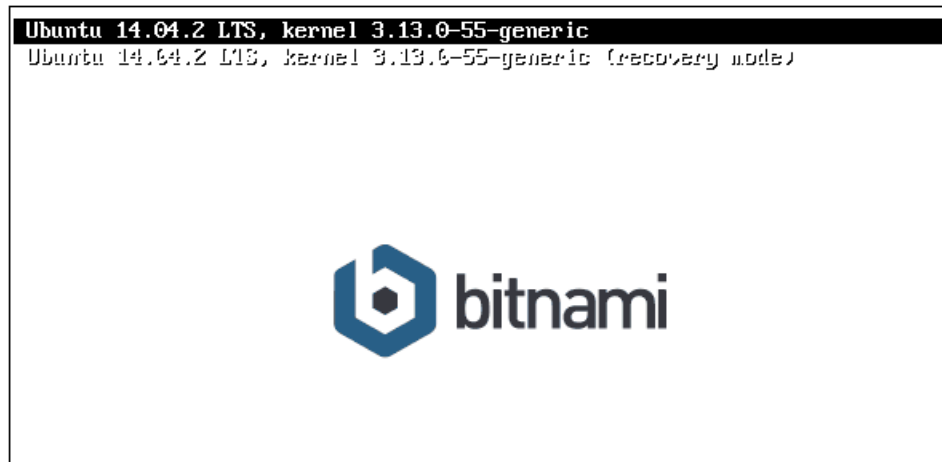 Ubuntu 14.04.2 LTS, kernel 3.13.0-55-generic
Ubuntu 14.04.2 LTS, kernel 3.13.0-55-generic (recovery mode)
bitnami